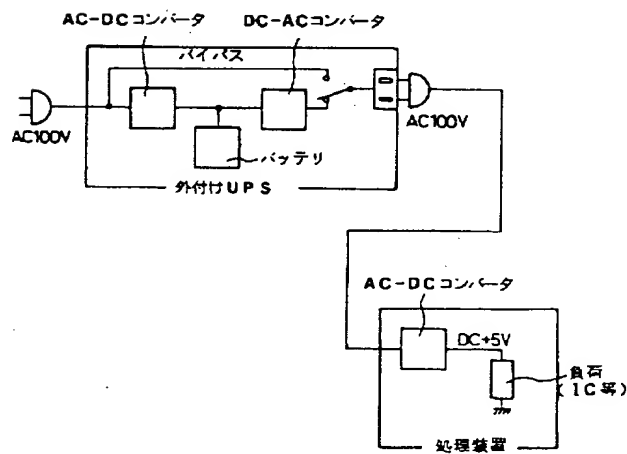 AC-DCコンバータ
DC-ACコンバータ
バイパス
AC100V
AC100V
バッテリ
外付けUPS
AC-DCコンバータ
DC+5V
負荷
(IC等)
処理装置